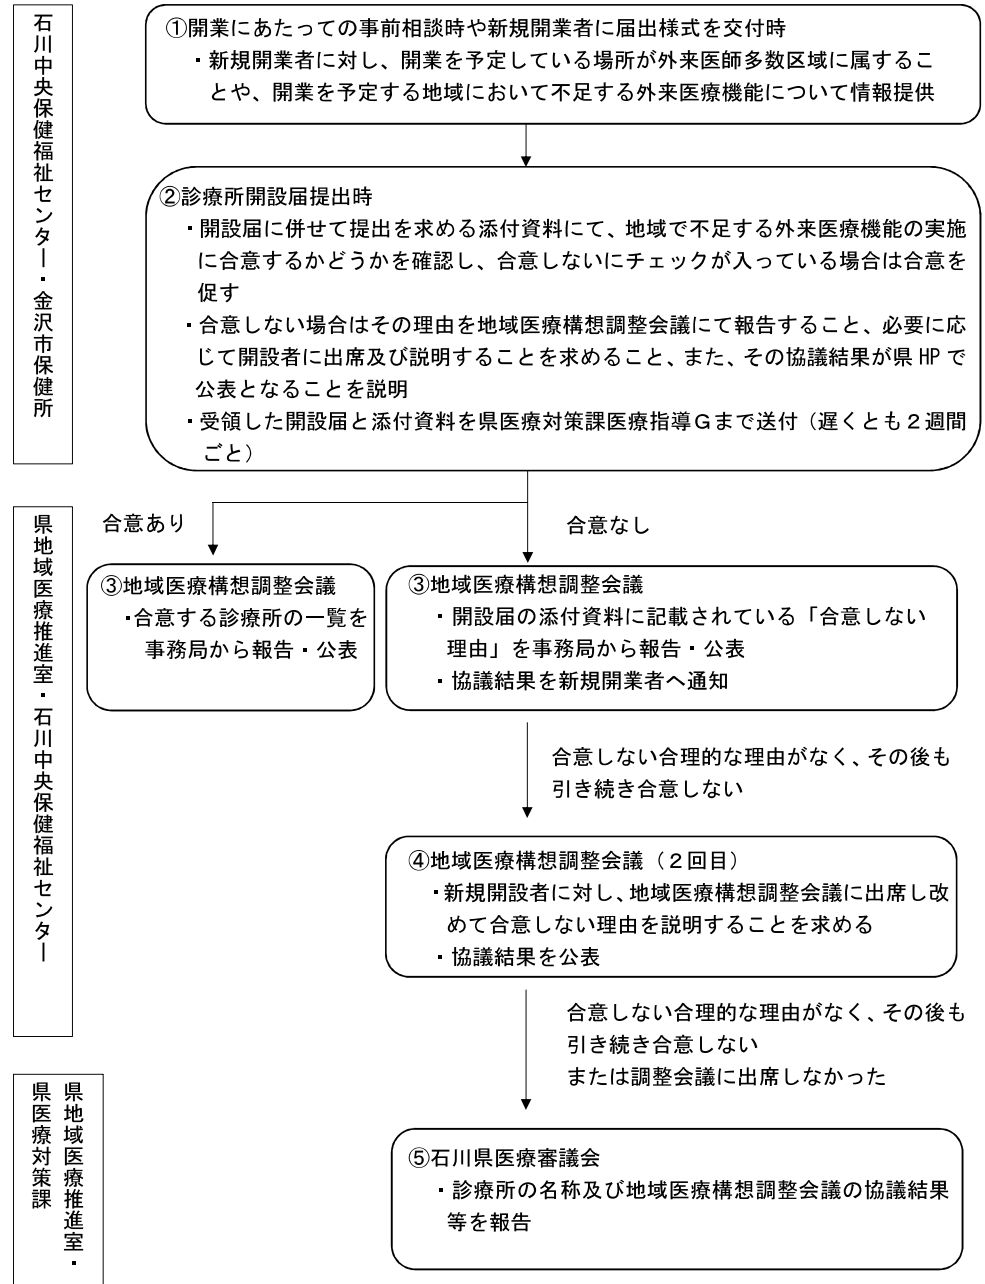 石川中央保健福祉センター・金沢市保健所
①開業にあたっての事前相談時や新規開業者に届出様式を交付時
・新規開業者に対し、開業を予定している場所が外来医師多数区域に属するこ
とや、開業を予定する地域において不足する外来医療機能について情報提供
②診療所開設届提出時
・開設届に併せて提出を求める添付資料にて、地域で不足する外来医療機能の実施
に合意するかどうかを確認し、合意しないにチェックが入っている場合は合意を
促す
・合意しない場合はその理由を地域医療構想調整会議にて報告すること、必要に応
じて開設者に出席及び説明することを求めること、また、その協議結果が県 HP で
公表となることを説明
・受領した開設届と添付資料を県医療対策課医療指導Gまで送付（遅くとも２週間
ごと）
県地域医療推進室・石川中央保健福祉センター
合意あり
合意なし
③地域医療構想調整会議
・合意する診療所の一覧を
事務局から報告・公表
③地域医療構想調整会議
・開設届の添付資料に記載されている「合意しない
理由」を事務局から報告・公表
・協議結果を新規開業者へ通知
合意しない合理的な理由がなく、その後も
引き続き合意しない
④地域医療構想調整会議（２回目）
・新規開設者に対し、地域医療構想調整会議に出席し改
めて合意しない理由を説明することを求める
・協議結果を公表
合意しない合理的な理由がなく、その後も
引き続き合意しない
または調整会議に出席しなかった
県地域医療推進室・
県医療対策課
⑤石川県医療審議会
・診療所の名称及び地域医療構想調整会議の協議結果
等を報告